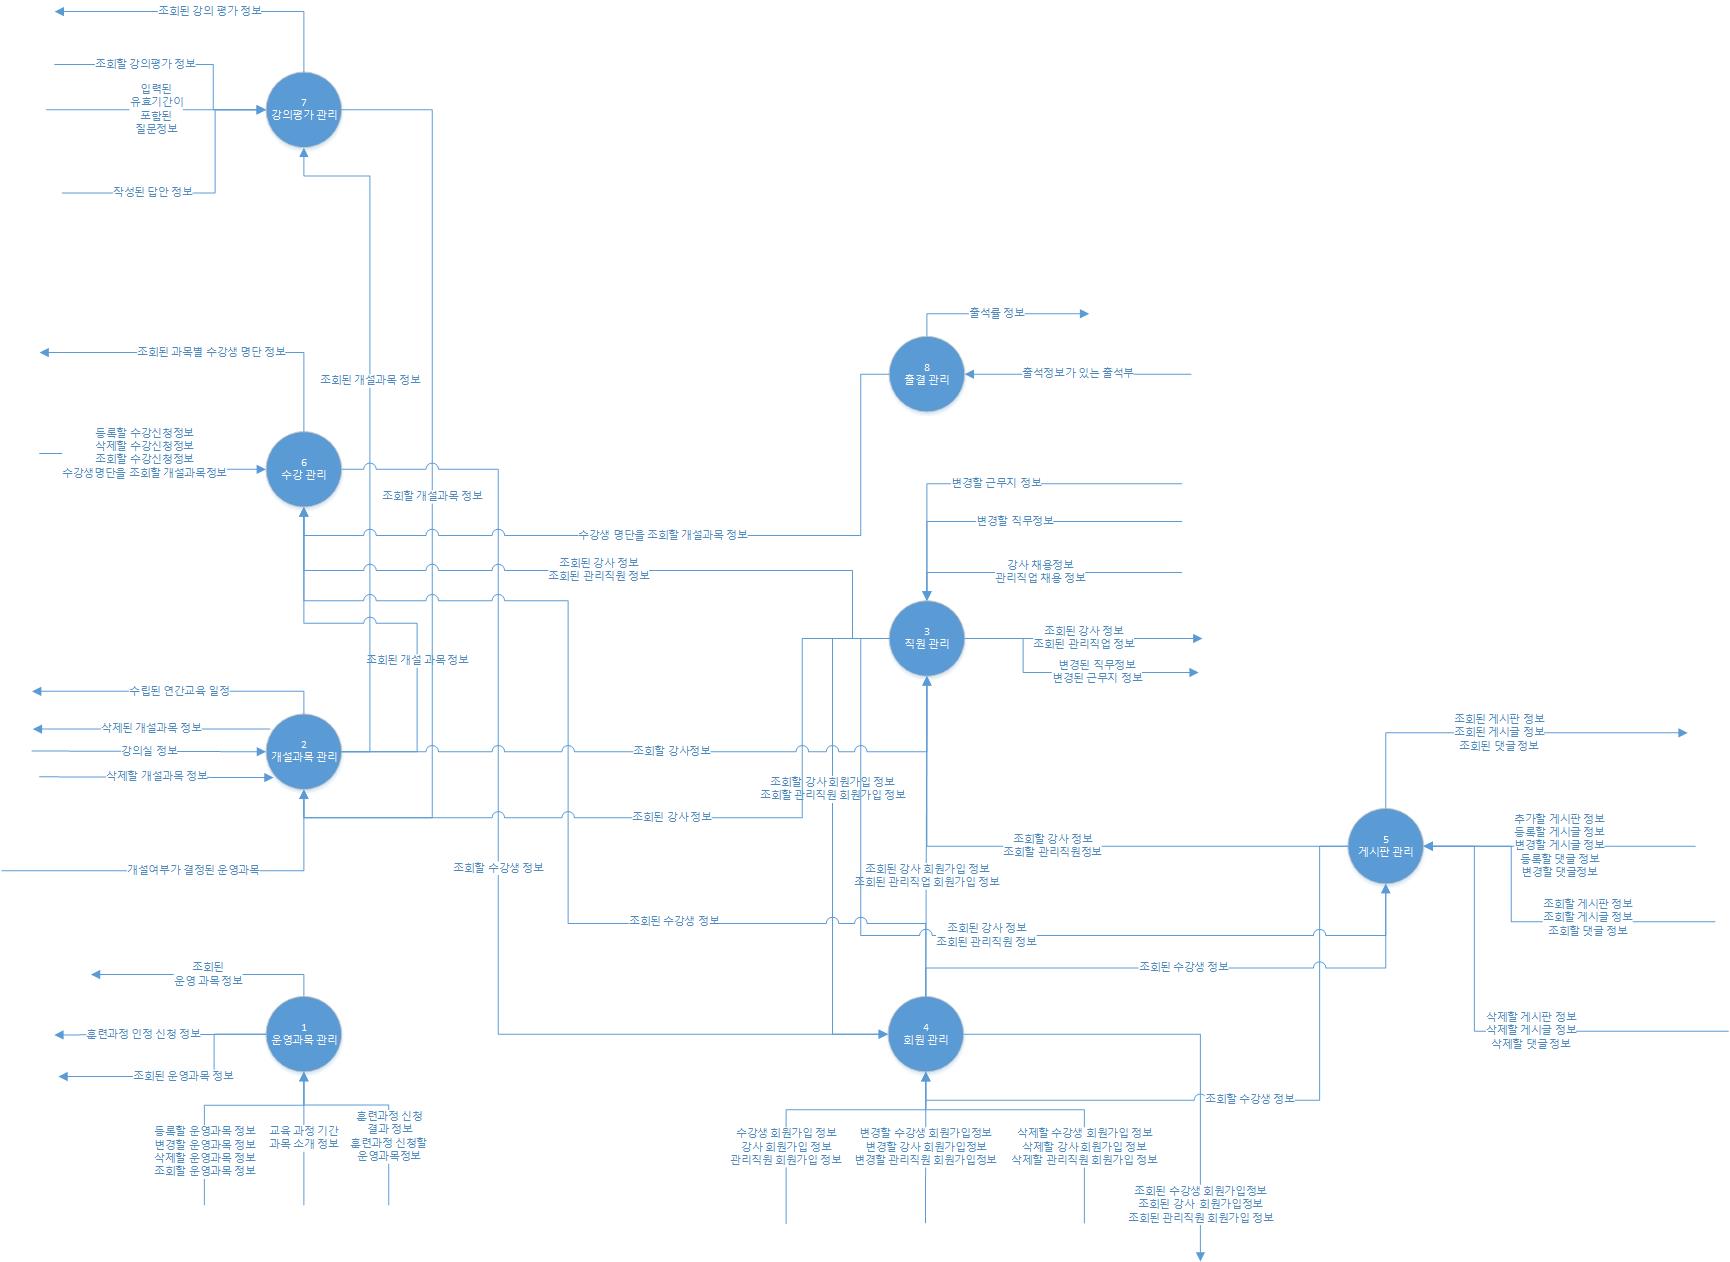 조회된 강의 평가 정보
조회할 강의평가 정보
입력된
유효기간이
포함된
질문정보
7
강의평가 관리
작성된 답안 정보
출석률 정보
조회된 과목별 수강생 명단 정보
8
출결 관리
출석정보가 있는 출석부
조회된 개설과목 정보
등록할 수강신청정보
삭제할 수강신청정보
조회할 수강신청정보
수강생명단을 조회할 개설과목정보
6
수강 관리
조회할 개설과목 정보
변경할 근무지 정보
변경할 직무정보
수강생 명단을 조회할 개설과목 정보
조회된 강사 정보
조회된 관리직원 정보
강사 채용정보
관리직업 채용 정보
3
직원 관리
조회된 강사 정보
조회된 관리직업 정보
변경된 직무정보
변경된 근무지 정보
조회된 개설 과목 정보
수립된 연간교육 일정
삭제된 개설과목 정보
강의실 정보
삭제할 개설과목 정보
2
개설과목 관리
조회할 강사정보
조회된 게시판 정보
조회된 게시글 정보
조회된 댓글 정보
조회할 강사 회원가입 정보
조회할 관리직원 회원가입 정보
조회된 강사 정보
조회할 강사 정보
조회할 관리직원정보
5
게시판 관리
추가할 게시판 정보
등록할 게시글 정보
변경할 게시글 정보
등록할 댓글 정보
변경할 댓글정보
개설여부가 결정된 운영과목
조회할 수강생 정보
조회된 강사 회원가입 정보
조회된 관리직업 회원가입 정보
조회할 게시판 정보
조회할 게시글 정보
조회할 댓글 정보
조회된 수강생 정보
조회된 강사 정보
조회된 관리직원 정보
조회된 수강생 정보
조회된
운영 과목 정보
훈련과정 인정 신청 정보
1
운영과목 관리
조회된 운영과목 정보
4
회원 관리
삭제할 게시판 정보
삭제할 게시글 정보
삭제할 댓글 정보
조회할 수강생 정보
등록할 운영과목 정보
변경할 운영과목 정보
삭제할 운영과목 정보
조회할 운영과목 정보
교육 과정 기간
과목 소개 정보
훈련과정 신청
결과 정보
훈련과정 신청할
운영과목정보
수강생 회원가입 정보
강사 회원가입 정보
관리직원 회원가입 정보
변경할 수강생 회원가입정보
변경할 강사 회원가입정보
변경할 관리직원 회원가입 정보
삭제할 수강생 회원가입 정보
삭제할 강사회원가입 정보
삭제할 관리직원 회원가입 정보
조회된 수강생 회원가입정보
조회된 강사 회원가입정보
조회된 관리직원 회원가입 정보